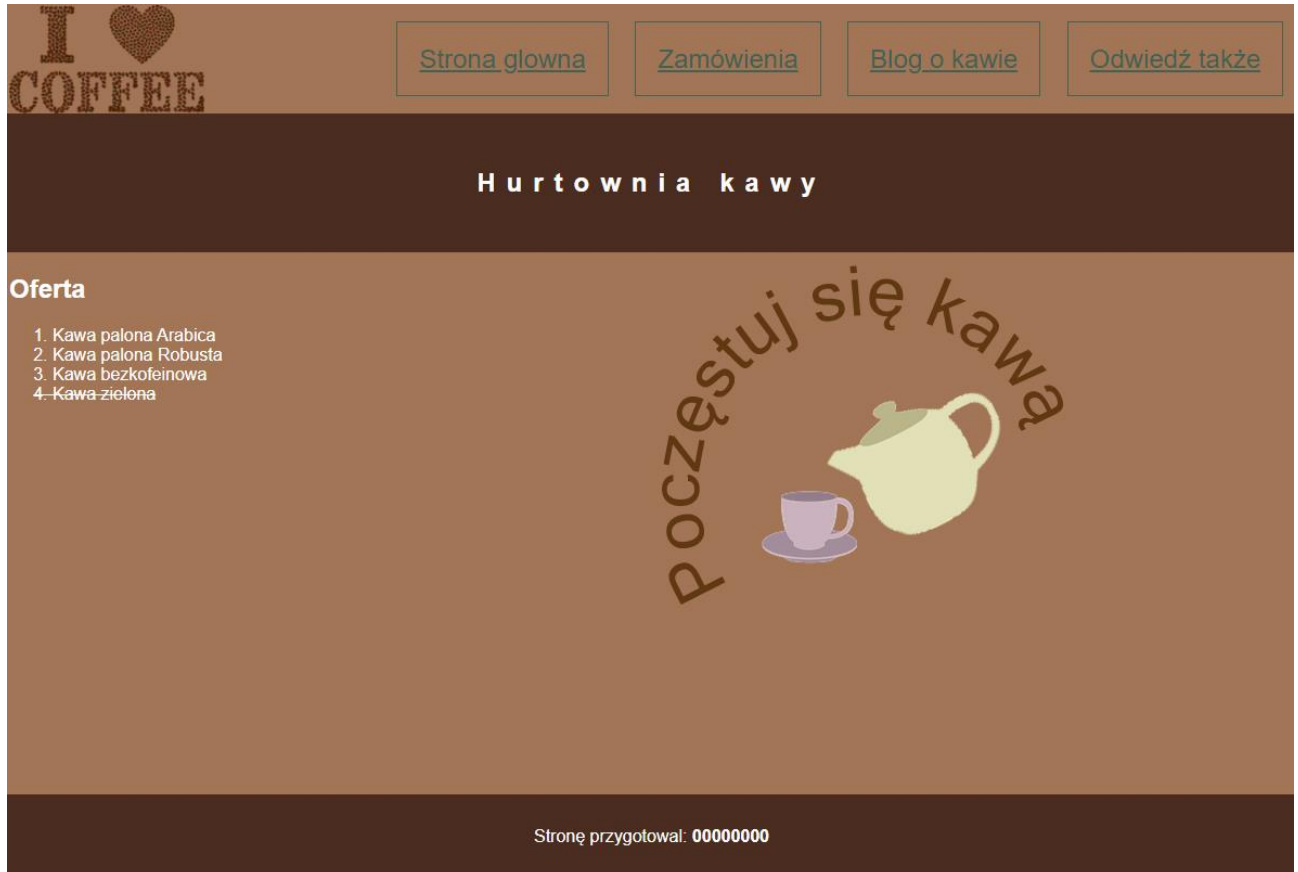 I
COFFEE
Strona glowna
Zamówienia
Blog o kawie
Odwiedź także
Hurtownia kawy
Oferta
1. Kawa palona Arabica
2. Kawa palona Robusta
3. Kawa bezkofeinowa
4. Kawa zielona
Poczęstuj się kawą
Stronę przygotowal: 00000000